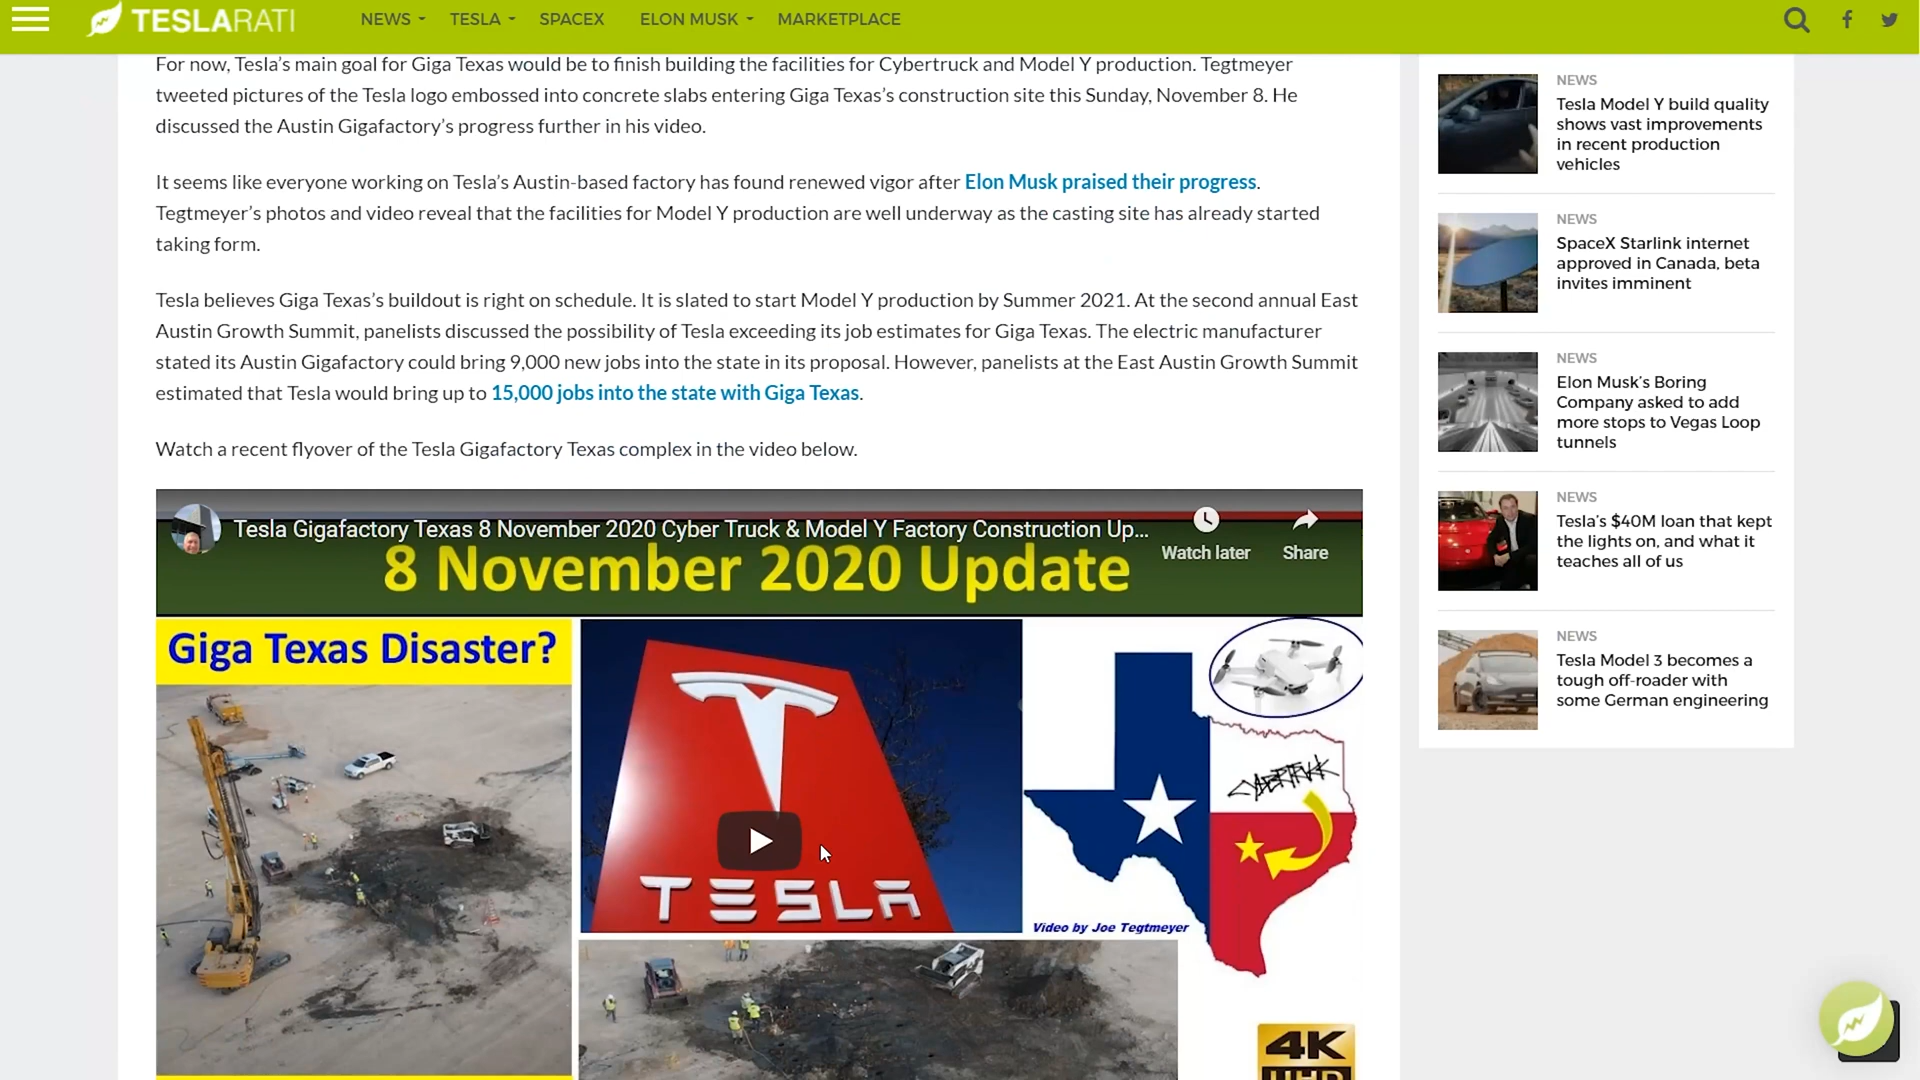 TESLARATI
NEWS
TESLA
SPACEX
ELON MUSK
MARKETPLACE
For now, Tesla’s main goal for Giga Texas would be to finish building the facilities for Cybertruck and Model Y production. Tegtmeyer
tweeted pictures of the Tesla logo embossed into concrete slabs entering Giga Texas’s construction site this Sunday, November 8. He
discussed the Austin Gigafactory’s progress further in his video.
It seems like everyone working on Tesla’s Austin-based factory has found renewed vigor after Elon Musk praised their progress.
Tegtmeyer’s photos and video reveal that the facilities for Model Y production are well underway as the casting site has already started
taking form.
Tesla believes Giga Texas’s buildout is right on schedule. It is slated to start Model Y production by Summer 2021. At the second annual East
Austin Growth Summit, panelists discussed the possibility of Tesla exceeding its job estimates for Giga Texas. The electric manufacturer
stated its Austin Gigafactory could bring 9,000 new jobs into the state in its proposal. However, panelists at the East Austin Growth Summit
estimated that Tesla would bring up to 15,000 jobs into the state with Giga Texas.
Watch a recent flyover of the Tesla Gigafactory Texas complex in the video below.
Tesla Gigafactory Texas 8 November 2020 Cyber Truck & Model Y Factory Construction Up...
Watch later
Share
8 November 2020 Update
Giga Texas Disaster?
TESLA
CYBERTRUCK
Video by Joe Tegtmeyer
4K
UHD
NEWS
Tesla Model Y build quality
shows vast improvements
in recent production
vehicles
NEWS
SpaceX Starlink internet
approved in Canada, beta
invites imminent
NEWS
Elon Musk’s Boring
Company asked to add
more stops to Vegas Loop
tunnels
NEWS
Tesla’s $40M loan that kept
the lights on, and what it
teaches all of us
NEWS
Tesla Model 3 becomes a
tough off-roader with
some German engineering